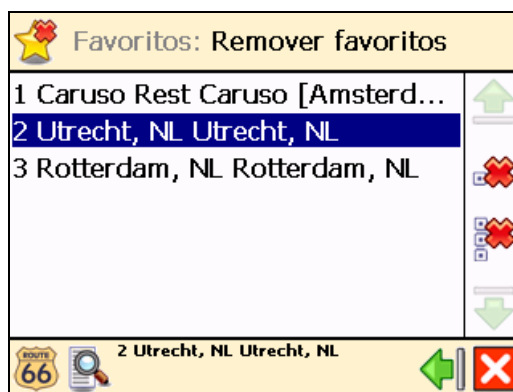 Favoritos: Remover favoritos
1 Caruso Rest Caruso [Amsterd...
2 Utrecht, NL Utrecht, NL
3 Rotterdam, NL Rotterdam, NL
ROUTE
66
2 Utrecht, NL Utrecht, NL